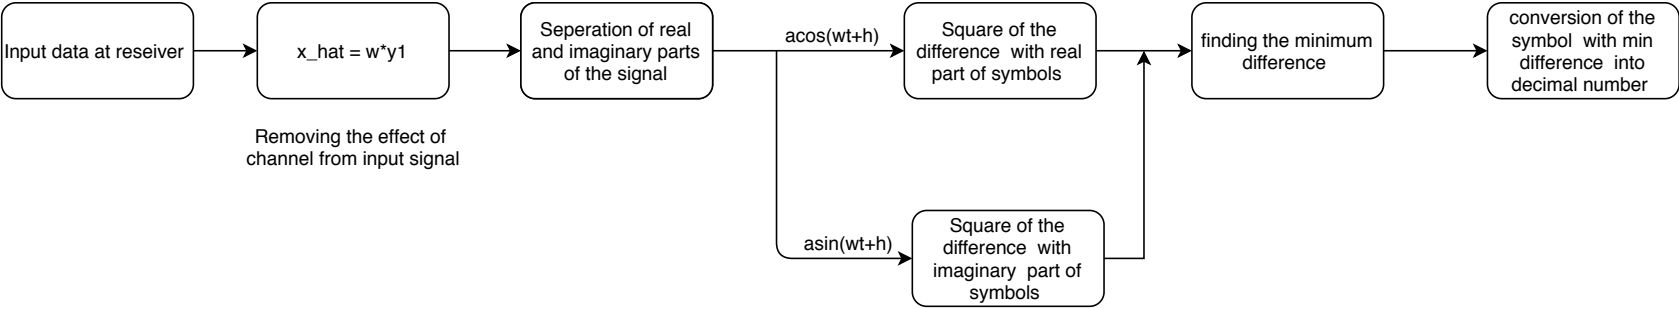 Input data at reseiver
x_hat = w*y1
Removing the effect of
channel from input signal
Seperation of real
and imaginary parts
of the signal
acos(wt+h)
Square of the
difference with real
part of symbols
asin(wt+h)
Square of the
difference with
imaginary part of
symbols
finding the minimum
difference
conversion of the
symbol with min
difference into
decimal number